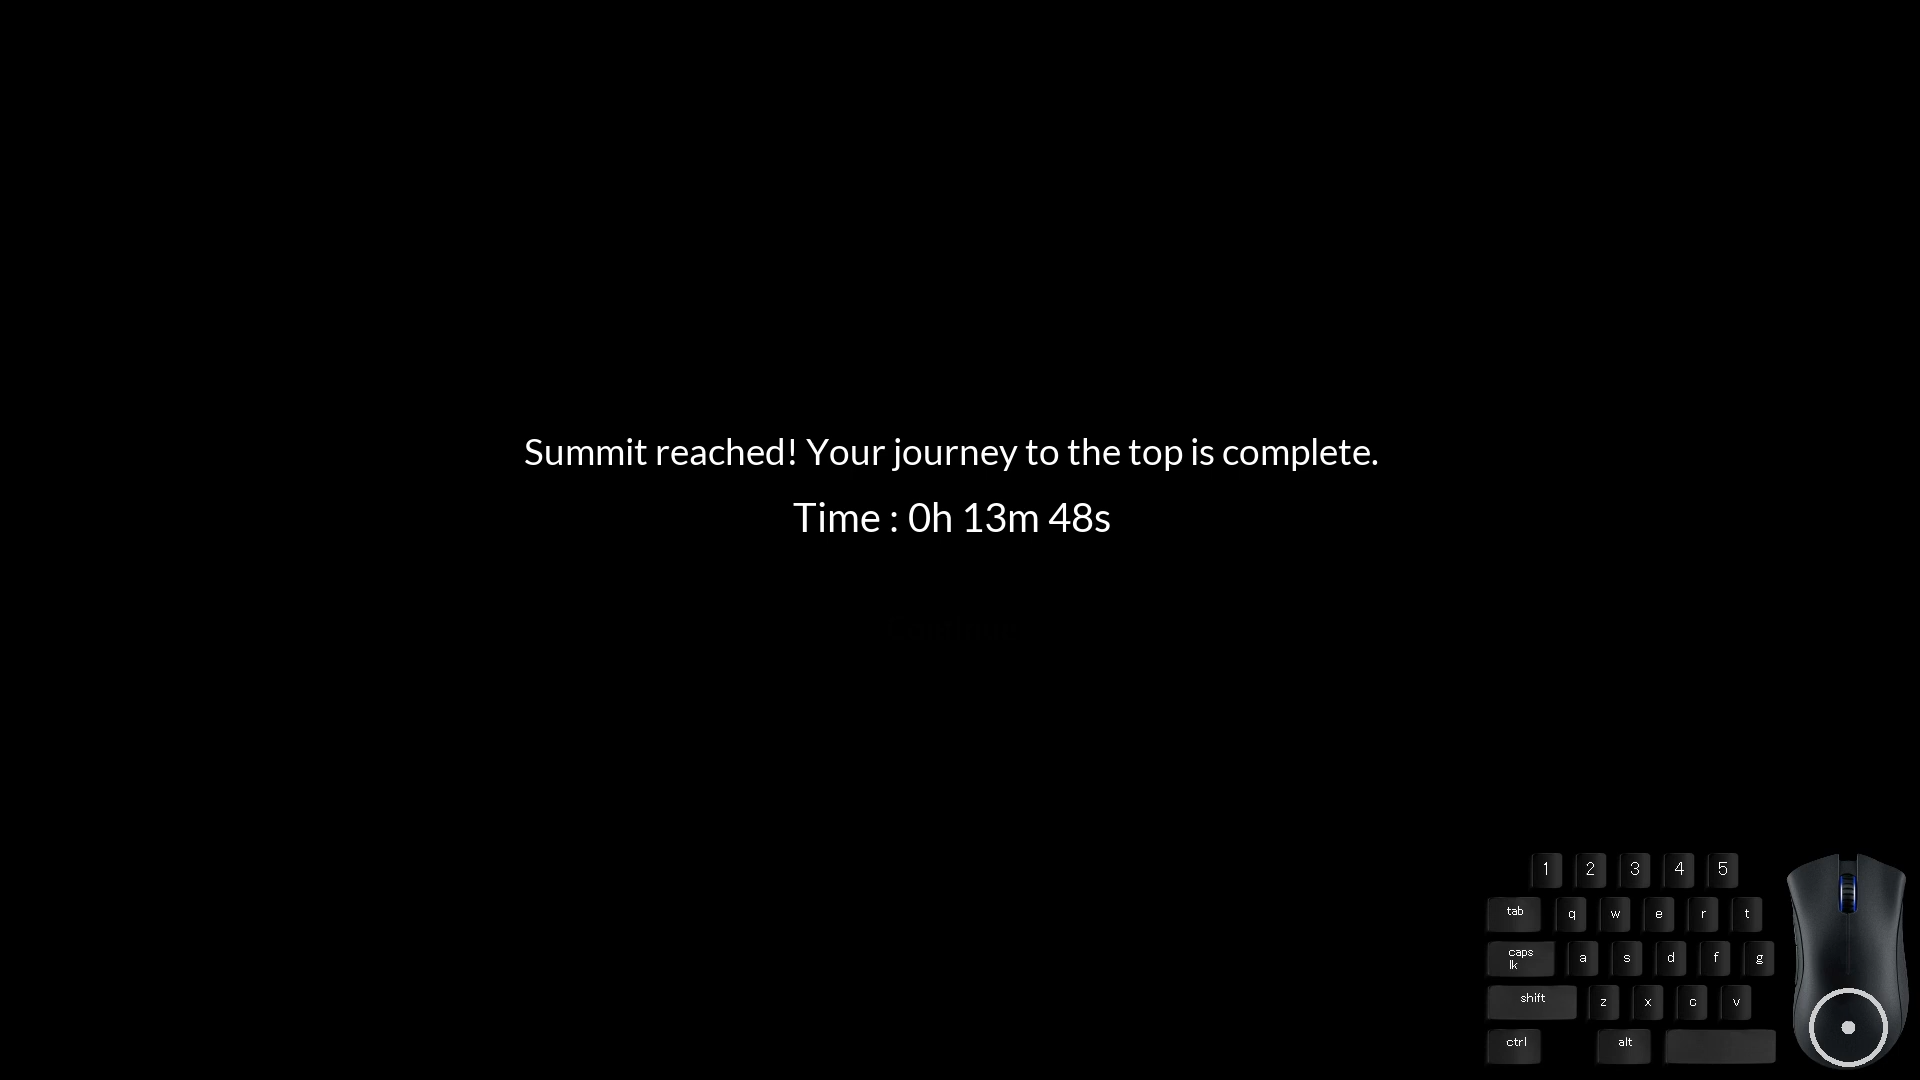 Summit reached! Your journey to the top is complete.
Time : 0h 13m 48s
1 2 3 4 5
tab q w e r t
caps
lk a s d f g
shift z x c v
ctrl alt